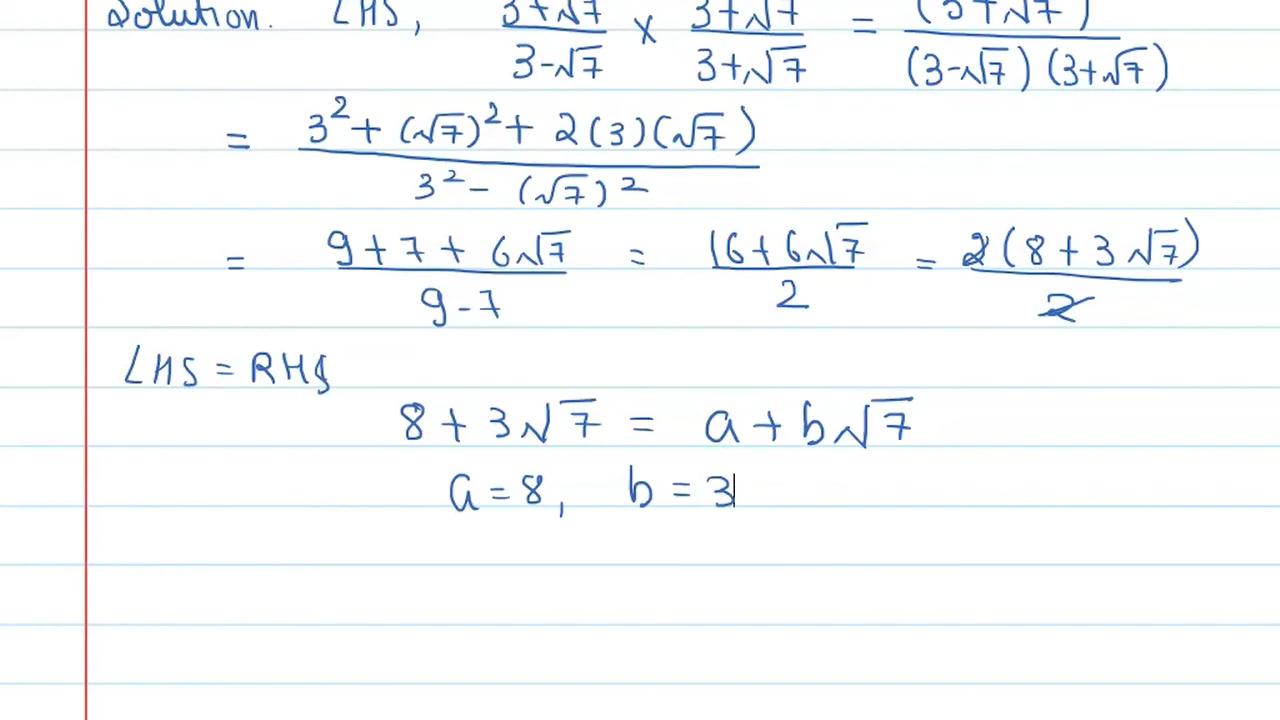 Solution. LHS, 3+√7/3-√7 × 3+√7/3+√7 = (3+√7)/(3-√7)(3+√7)
= 3²+(√7)²+2(3)(√7)/3²-(√7)²
= 9+7+6√7/9-7 = 16+6√7/2 = 2(8+3√7)/2
LHS = RHS
8+3√7 = a+b√7
a=8, b=3